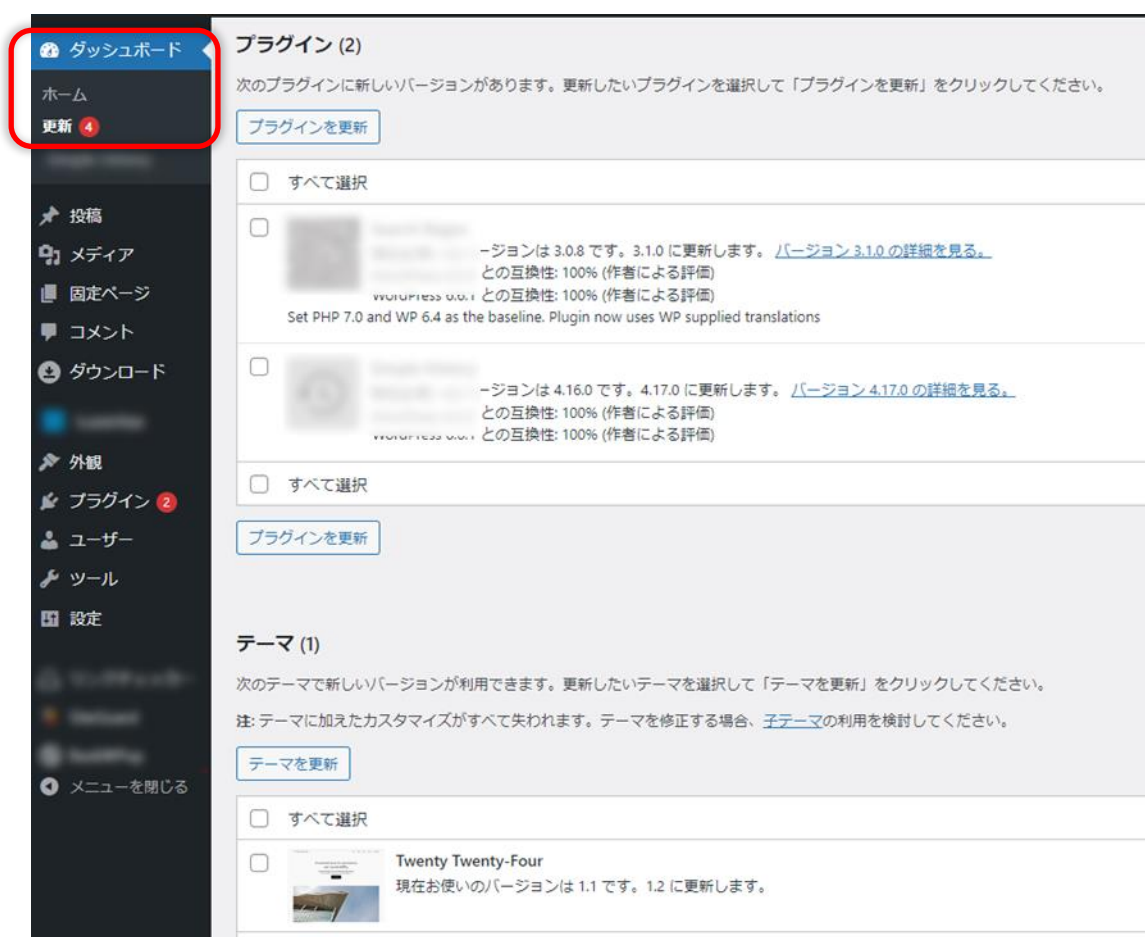 ダッシュボード
ホーム
更新 4
投稿
メディア
固定ページ
コメント
ダウンロード
外観
プラグイン 2
ユーザー
ツール
設定
メニューを閉じる
プラグイン (2)
次のプラグインに新しいバージョンがあります。更新したいプラグインを選択して「プラグインを更新」をクリックしてください。
プラグインを更新
すべて選択
ージョンは 3.0.8 です。3.1.0 に更新します。 バージョン 3.1.0 の詳細を見る。
との互換性: 100% (作者による評価)
との互換性: 100% (作者による評価)
Set PHP 7.0 and WP 6.4 as the baseline. Plugin now uses WP supplied translations
ージョンは 4.16.0 です。4.17.0 に更新します。 バージョン 4.17.0 の詳細を見る。
との互換性: 100% (作者による評価)
との互換性: 100% (作者による評価)
すべて選択
プラグインを更新
テーマ (1)
次のテーマで新しいバージョンが利用できます。更新したいテーマを選択して「テーマを更新」をクリックしてください。
注: テーマに加えたカスタマイズがすべて失われます。テーマを修正する場合、子テーマの利用を検討してください。
テーマを更新
すべて選択
Twenty Twenty-Four
現在お使いのバージョンは 1.1 です。1.2 に更新します。